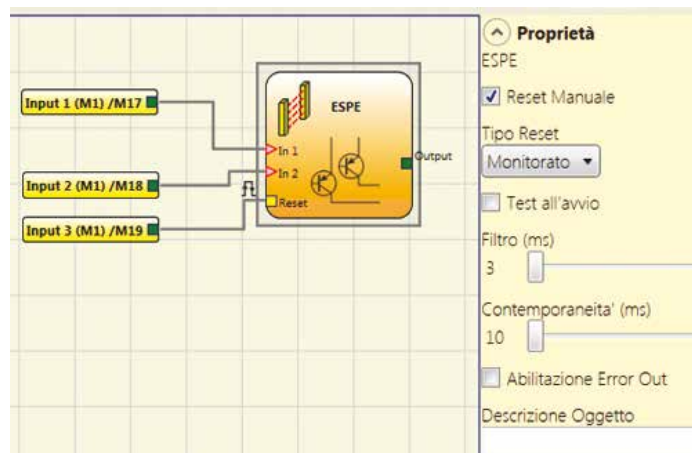 Input 1 (M1) /M17
Input 2 (M1) /M18
Input 3 (M1) /M19
ESPE
In 1
In 2
Reset
Output
Proprietà
ESPE
Reset Manuale
Tipo Reset
Monitorato
Test all'avvio
Filtro (ms)
3
Contemporaneita' (ms)
10
Abilitazione Error Out
Descrizione Oggetto